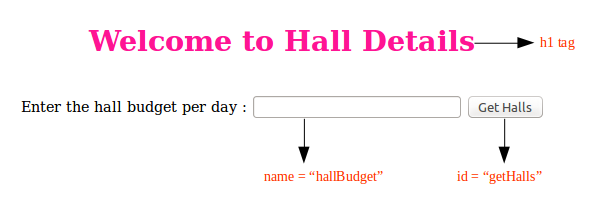 Welcome to Hall Details
h1 tag
Enter the hall budget per day :
Get Halls
name = “hallBudget”
id = “getHalls”